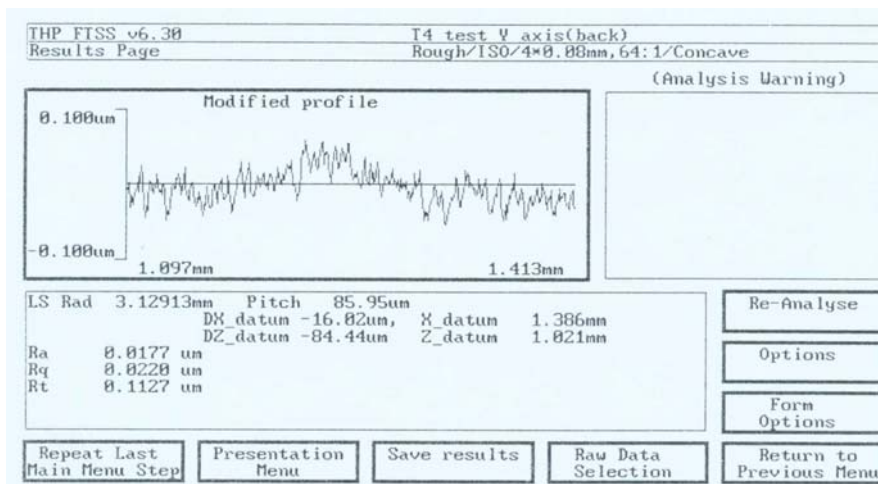 THP FTSS v6.30
T4 test Y axis(back)
Results Page
Rough/ISO/4*0.08mm,64:1/Concave
(Analysis Warning)
Modified profile
0.100um
-0.100um
1.097mm
1.413mm
LS Rad 3.12913mm Pitch 85.95um
DX_datum -16.02um, X_datum 1.386mm
DZ_datum -84.44um Z_datum 1.021mm
Ra 0.0177 um
Rq 0.0220 um
Rt 0.1127 um
Re-Analyse
Options
Form
Options
Repeat Last
Main Menu Step
Presentation
Menu
Save results
Raw Data
Selection
Return to
Previous Menu